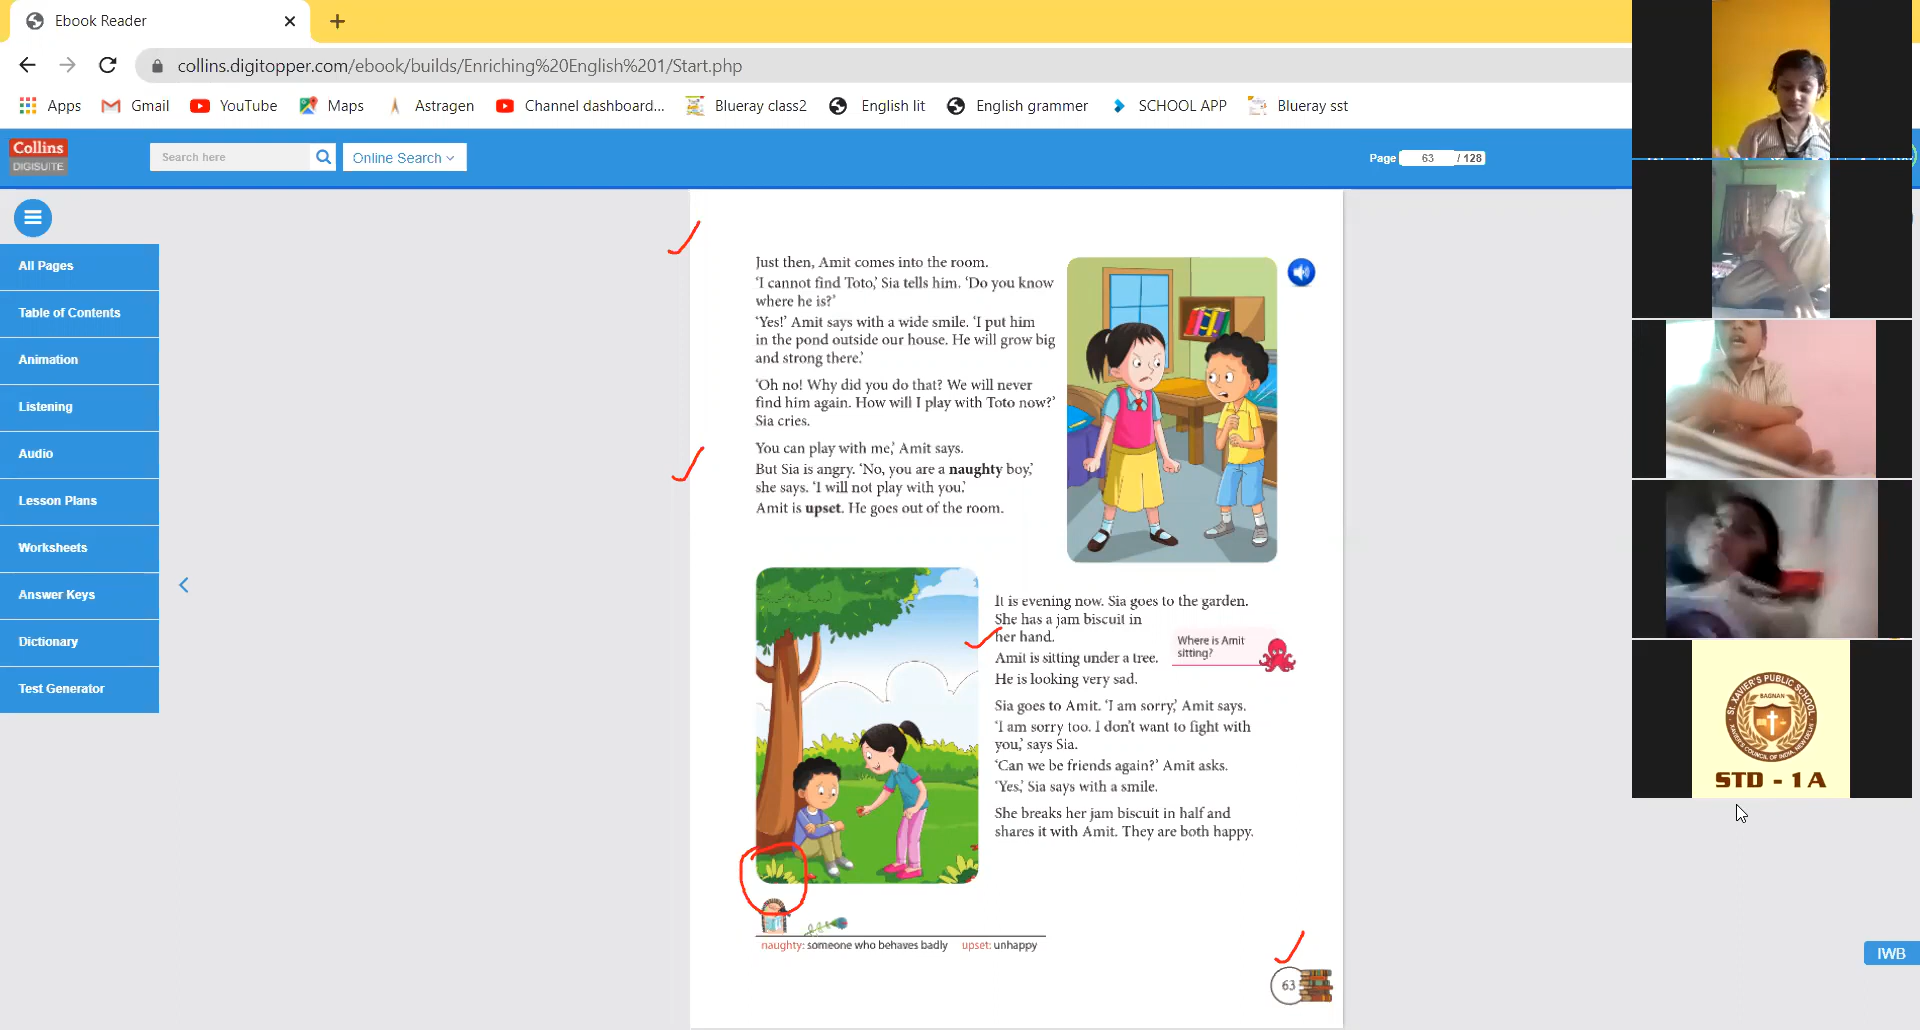 Ebook Reader
collins.digitopper.com/ebook/builds/Enriching%20English%201/Start.php
Apps Gmail YouTube Maps Astragen Channel dashboard... Blueray class2 English lit English grammer SCHOOL APP Blueray sst
Collins
DIGISUITE
Search here
Online Search
Page 63 / 128
All Pages
Table of Contents
Animation
Listening
Audio
Lesson Plans
Worksheets
Answer Keys
Dictionary
Test Generator
Just then, Amit comes into the room.
‘I cannot find Toto,’ Sia tells him. ‘Do you know
where he is?’
‘Yes!’ Amit says with a wide smile. ‘I put him
in the pond outside our house. He will grow big
and strong there.’
‘Oh no! Why did you do that? We will never
find him again. How will I play with Toto now?’
Sia cries.
You can play with me,’ Amit says.
But Sia is angry. ‘No, you are a naughty boy,’
she says. ‘I will not play with you.’
Amit is upset. He goes out of the room.
It is evening now. Sia goes to the garden.
She has a jam biscuit in
her hand.
Amit is sitting under a tree.
He is looking very sad.
Where is Amit
sitting?
Sia goes to Amit. ‘I am sorry,’ Amit says.
‘I am sorry too. I don’t want to fight with
you,’ says Sia.
‘Can we be friends again?’ Amit asks.
‘Yes,’ Sia says with a smile.
She breaks her jam biscuit in half and
shares it with Amit. They are both happy.
naughty: someone who behaves badly upset: unhappy
63
ST. XAVIER'S PUBLIC SCHOOL
BAGNAN
XAVIER'S COUNCIL OF INDIA, NEW DELHI
STD - 1 A
IWB